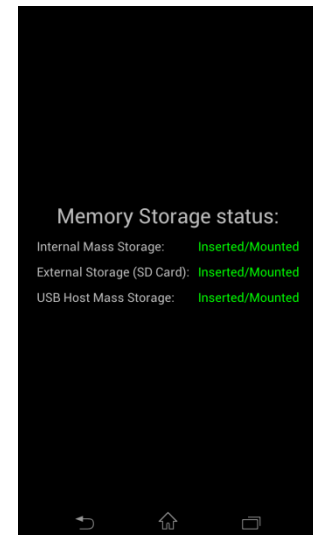 Memory Storage status:
Internal Mass Storage: Inserted/Mounted
External Storage (SD Card): Inserted/Mounted
USB Host Mass Storage: Inserted/Mounted